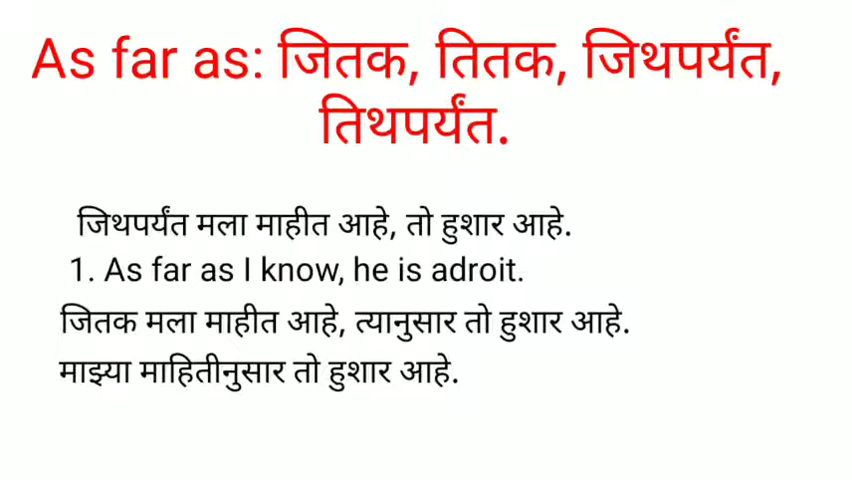 As far as: जितक, तितक, जिथपर्यंत,
तिथपर्यंत.
जिथपर्यंत मला माहीत आहे, तो हुशार आहे.
1. As far as I know, he is adroit.
जितक मला माहीत आहे, त्यानुसार तो हुशार आहे.
माझ्या माहितीनुसार तो हुशार आहे.